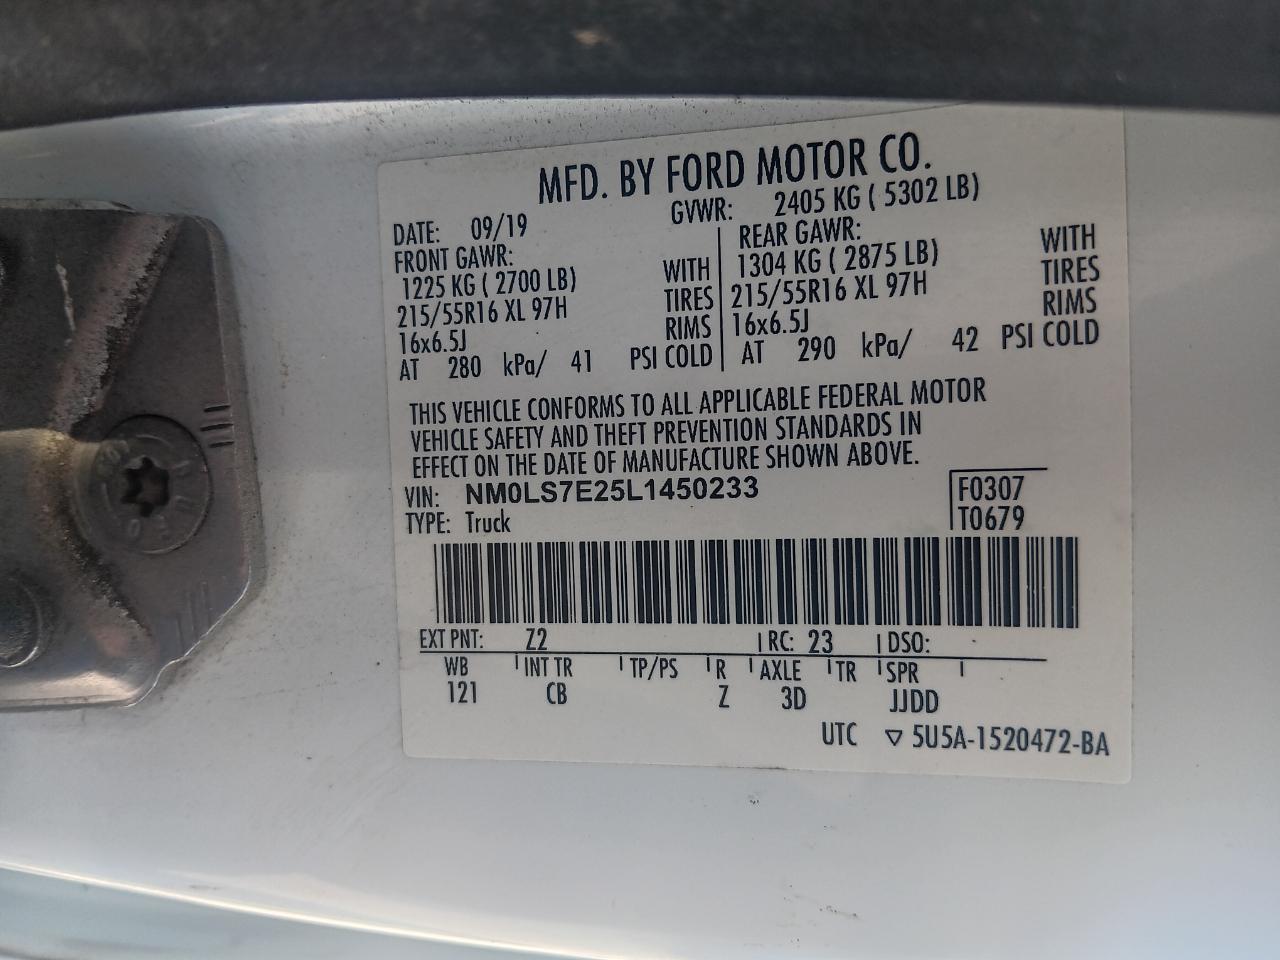 MFD. BY FORD MOTOR CO.
DATE: 09/19 GVWR: 2405 KG ( 5302 LB)
FRONT GAWR: REAR GAWR:
1225 KG ( 2700 LB) WITH 1304 KG ( 2875 LB) WITH
215/55R16 XL 97H TIRES 215/55R16 XL 97H TIRES
16x6.5J RIMS 16x6.5J RIMS
AT 280 kPa/ 41 PSI COLD AT 290 kPa/ 42 PSI COLD
THIS VEHICLE CONFORMS TO ALL APPLICABLE FEDERAL MOTOR
VEHICLE SAFETY AND THEFT PREVENTION STANDARDS IN
EFFECT ON THE DATE OF MANUFACTURE SHOWN ABOVE.
VIN: NM0LS7E25L1450233 F0307
TYPE: Truck T0679
EXT PNT: Z2 RC: 23 DSO:
WB INT TR TP/PS R AXLE TR SPR
121 CB Z 3D JJDD
UTC ▽ 5U5A-1520472-BA